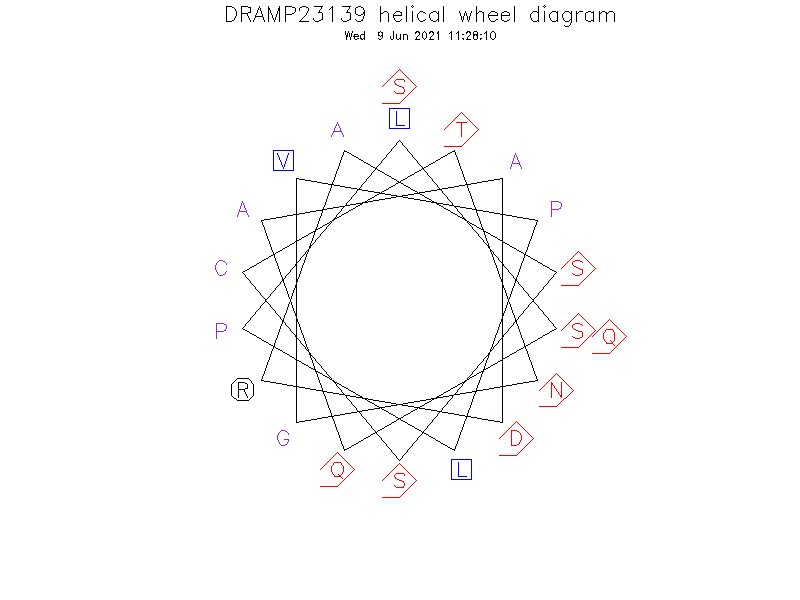 DRAMP23139 helical wheel diagram
Wed 9 Jun 2021 11:28:10
S
L
A T
V A
A P
C S
P S Q
R N
G D
Q S L